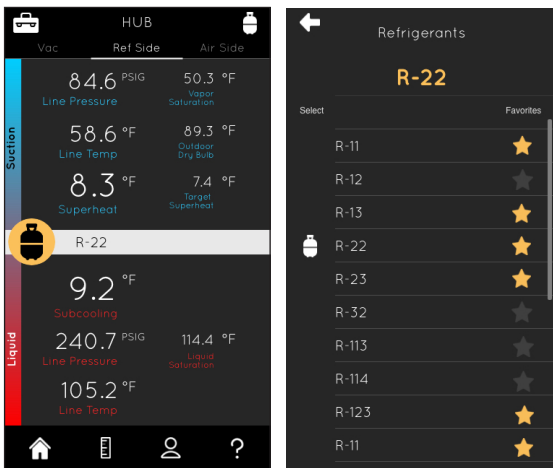 HUB
Vac Ref Side Air Side
84.6 PSIG 50.3 °F
Line Pressure Vapor Saturation
58.6 °F 89.3 °F
Line Temp Outdoor Dry Bulb
8.3 °F 7.4 °F
Superheat Target Superheat
Suction
R-22
9.2 °F
Subcooling
240.7 PSIG 114.4 °F
Line Pressure Liquid Saturation
105.2 °F
Line Temp
Liquid
?
Refrigerants
R-22
Select Favorites
R-11
R-12
R-13
R-22
R-23
R-32
R-113
R-114
R-123
R-11